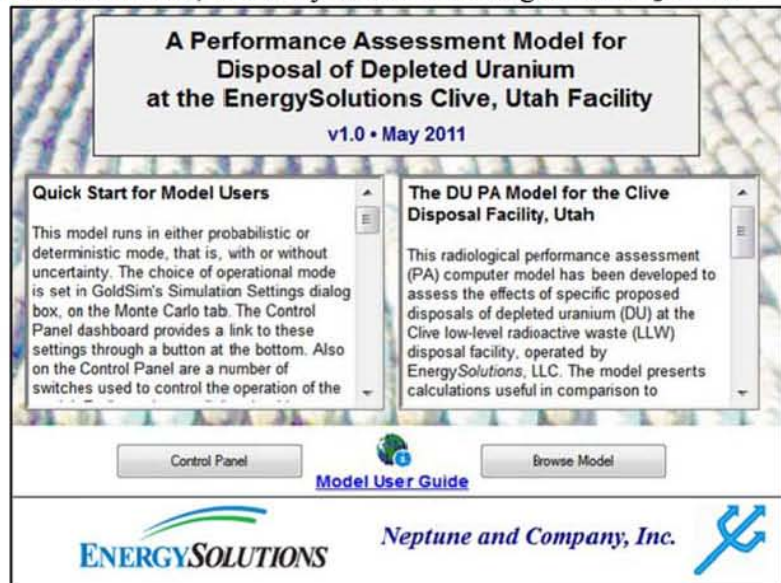 A Performance Assessment Model for
Disposal of Depleted Uranium
at the EnergySolutions Clive, Utah Facility
v1.0 • May 2011
Quick Start for Model Users
This model runs in either probabilistic or
deterministic mode, that is, with or without
uncertainty. The choice of operational mode
is set in GoldSim's Simulation Settings dialog
box, on the Monte Carlo tab. The Control
Panel dashboard provides a link to these
settings through a button at the bottom. Also
on the Control Panel are a number of
switches used to control the operation of the
The DU PA Model for the Clive
Disposal Facility, Utah
This radiological performance assessment
(PA) computer model has been developed to
assess the effects of specific proposed
disposals of depleted uranium (DU) at the
Clive low-level radioactive waste (LLW)
disposal facility, operated by
EnergySolutions, LLC. The model presents
calculations useful in comparison to
Control Panel
Model User Guide
Browse Model
ENERGYSOLUTIONS
Neptune and Company, Inc.